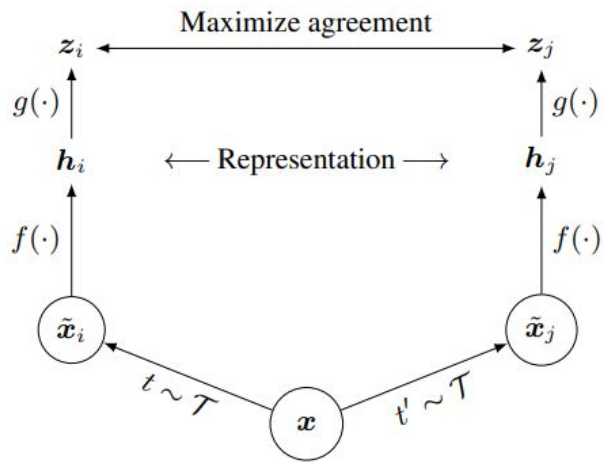 Maximize agreement
z_i z_j
g(·) g(·)
h_i ← Representation → h_j
f(·) f(·)
x̃_i x̃_j
t ∼ 𝒯 t′ ∼ 𝒯
x